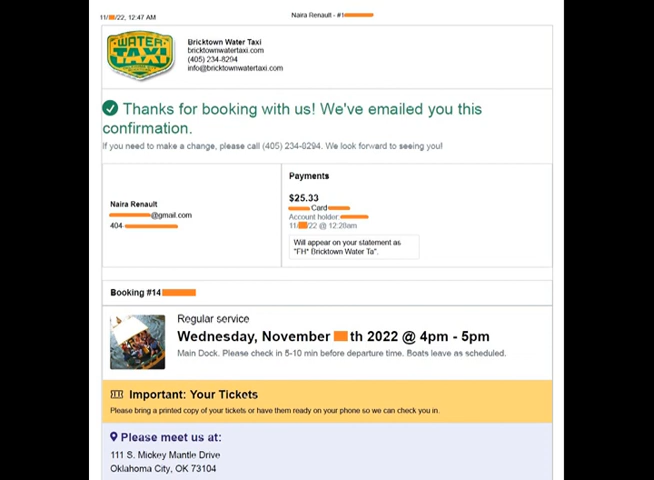 11/ /22, 12:47 AM
Naira Renault - #1
WATER
TAXI
Bricktown Water Taxi
bricktownwatertaxi.com
(405) 234-8294
info@bricktownwatertaxi.com
Thanks for booking with us! We've emailed you this
confirmation.
If you need to make a change, please call (405) 234-8294. We look forward to seeing you!
Naira Renault
@gmail.com
404-
Payments
$25.33
Card
Account holder:
11/ /22 @ 12:28am
Will appear on your statement as
"FH* Bricktown Water Ta".
Booking #14
Regular service
Wednesday, November th 2022 @ 4pm - 5pm
Main Dock. Please check in 5-10 min before departure time. Boats leave as scheduled.
Important: Your Tickets
Please bring a printed copy of your tickets or have them ready on your phone so we can check you in.
Please meet us at:
111 S. Mickey Mantle Drive
Oklahoma City, OK 73104